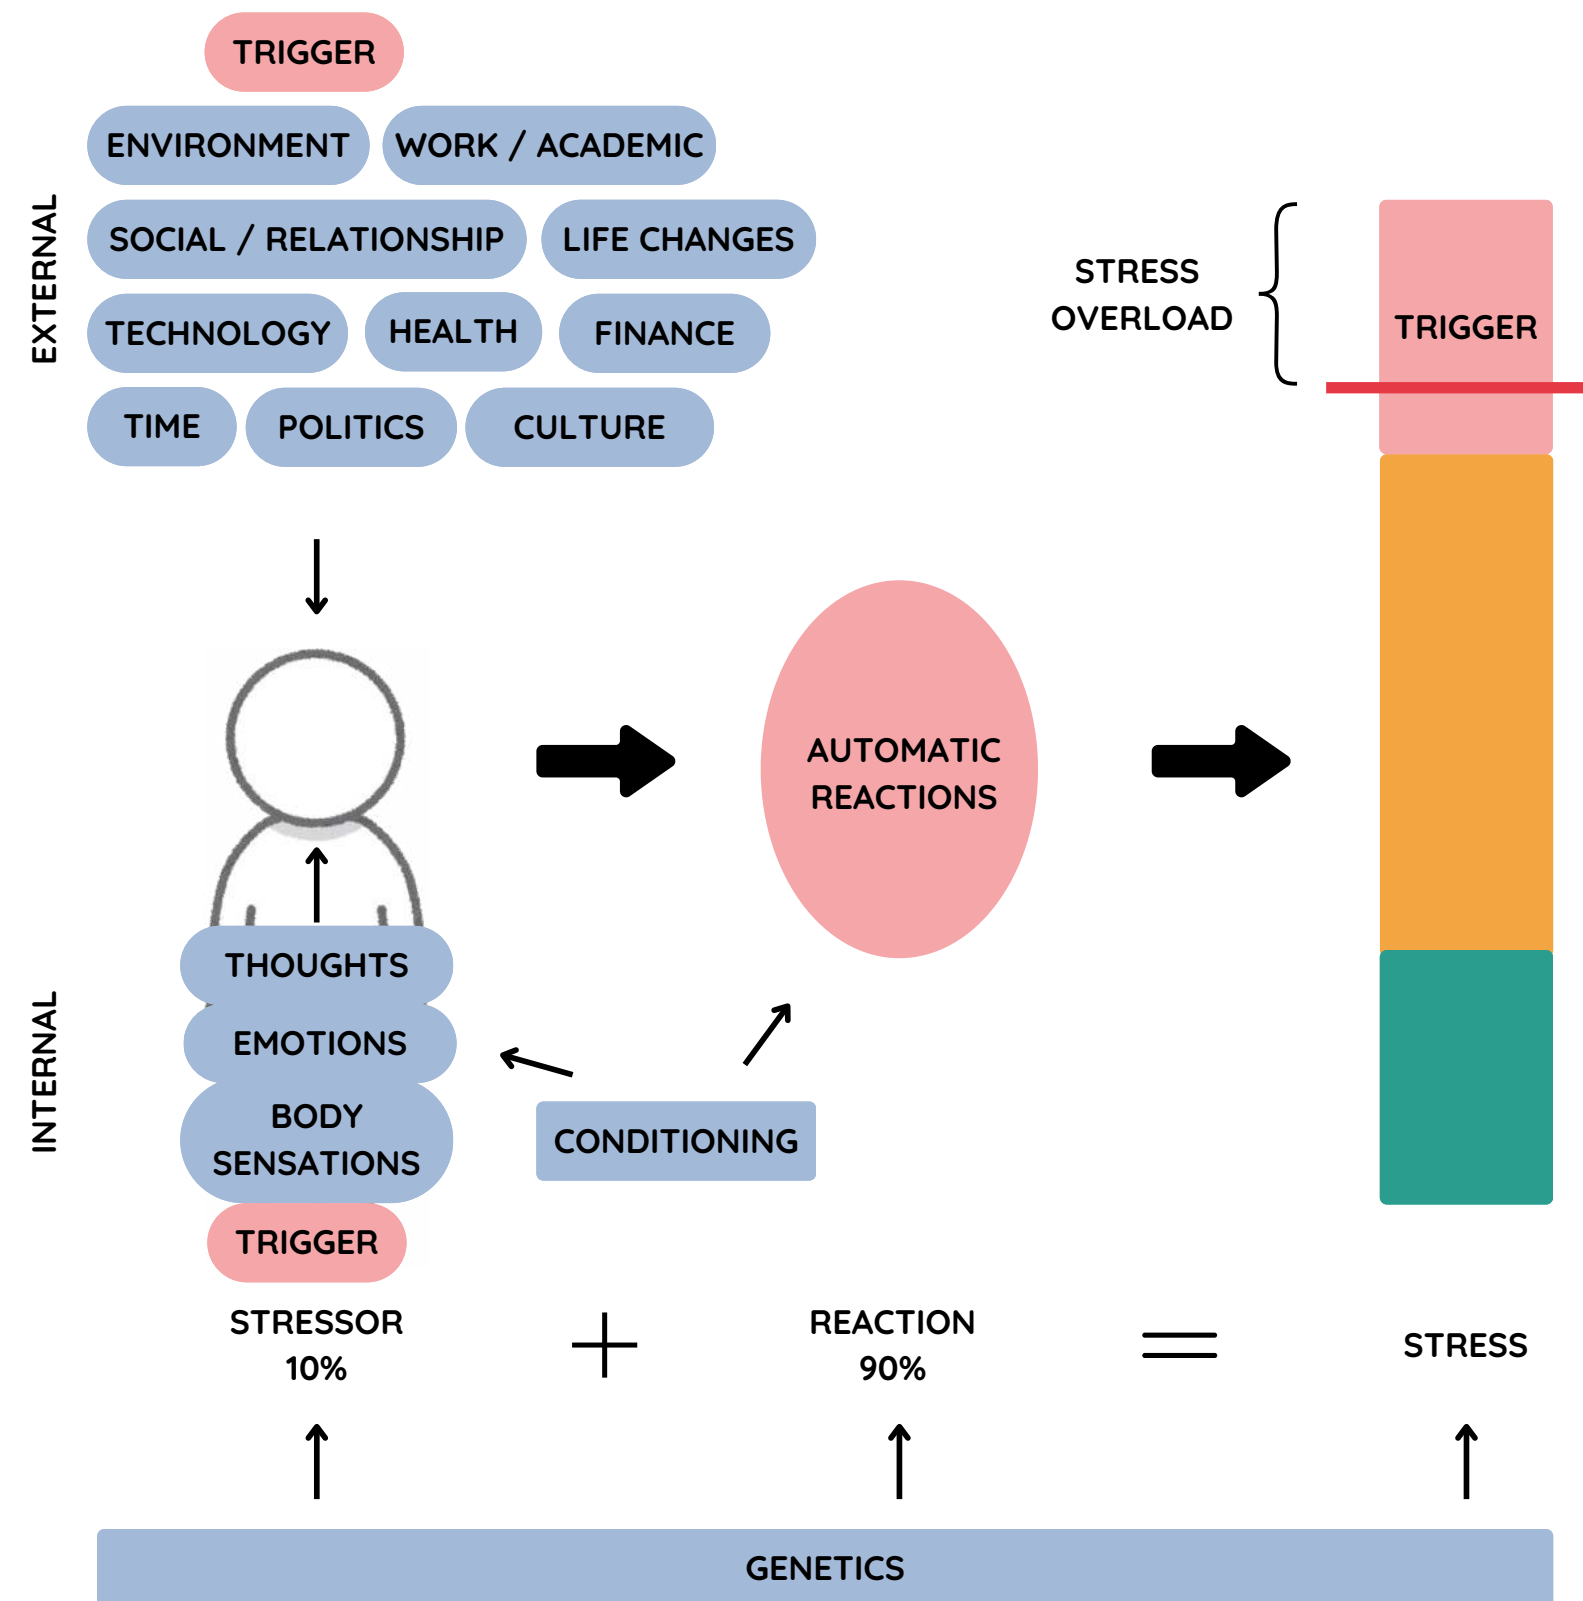 TRIGGER
ENVIRONMENT
WORK / ACADEMIC
SOCIAL / RELATIONSHIP
LIFE CHANGES
TECHNOLOGY
HEALTH
FINANCE
TIME
POLITICS
CULTURE
EXTERNAL
STRESS
OVERLOAD
TRIGGER
AUTOMATIC
REACTIONS
INTERNAL
THOUGHTS
EMOTIONS
BODY
SENSATIONS
TRIGGER
CONDITIONING
STRESSOR
10%
+
REACTION
90%
=
STRESS
GENETICS